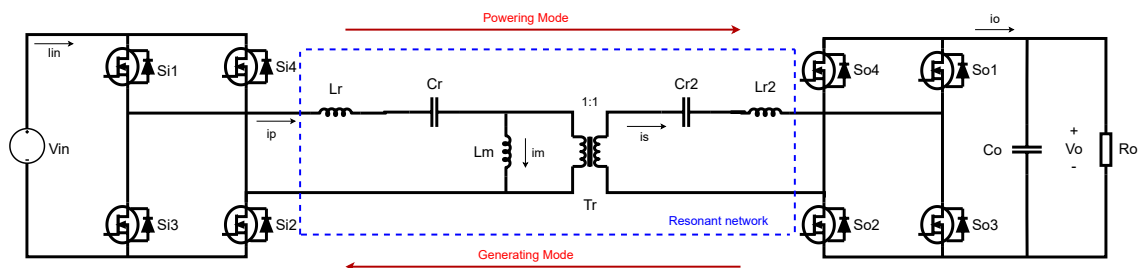 Powering Mode
Iin
io
Si1
Si4
So4
So1
Lr
Cr
Cr2
Lr2
1:1
ip
is
Vin
Lm
im
Co
+
Vo
-
Ro
Tr
Si3
Si2
Resonant network
So2
So3
Generating Mode